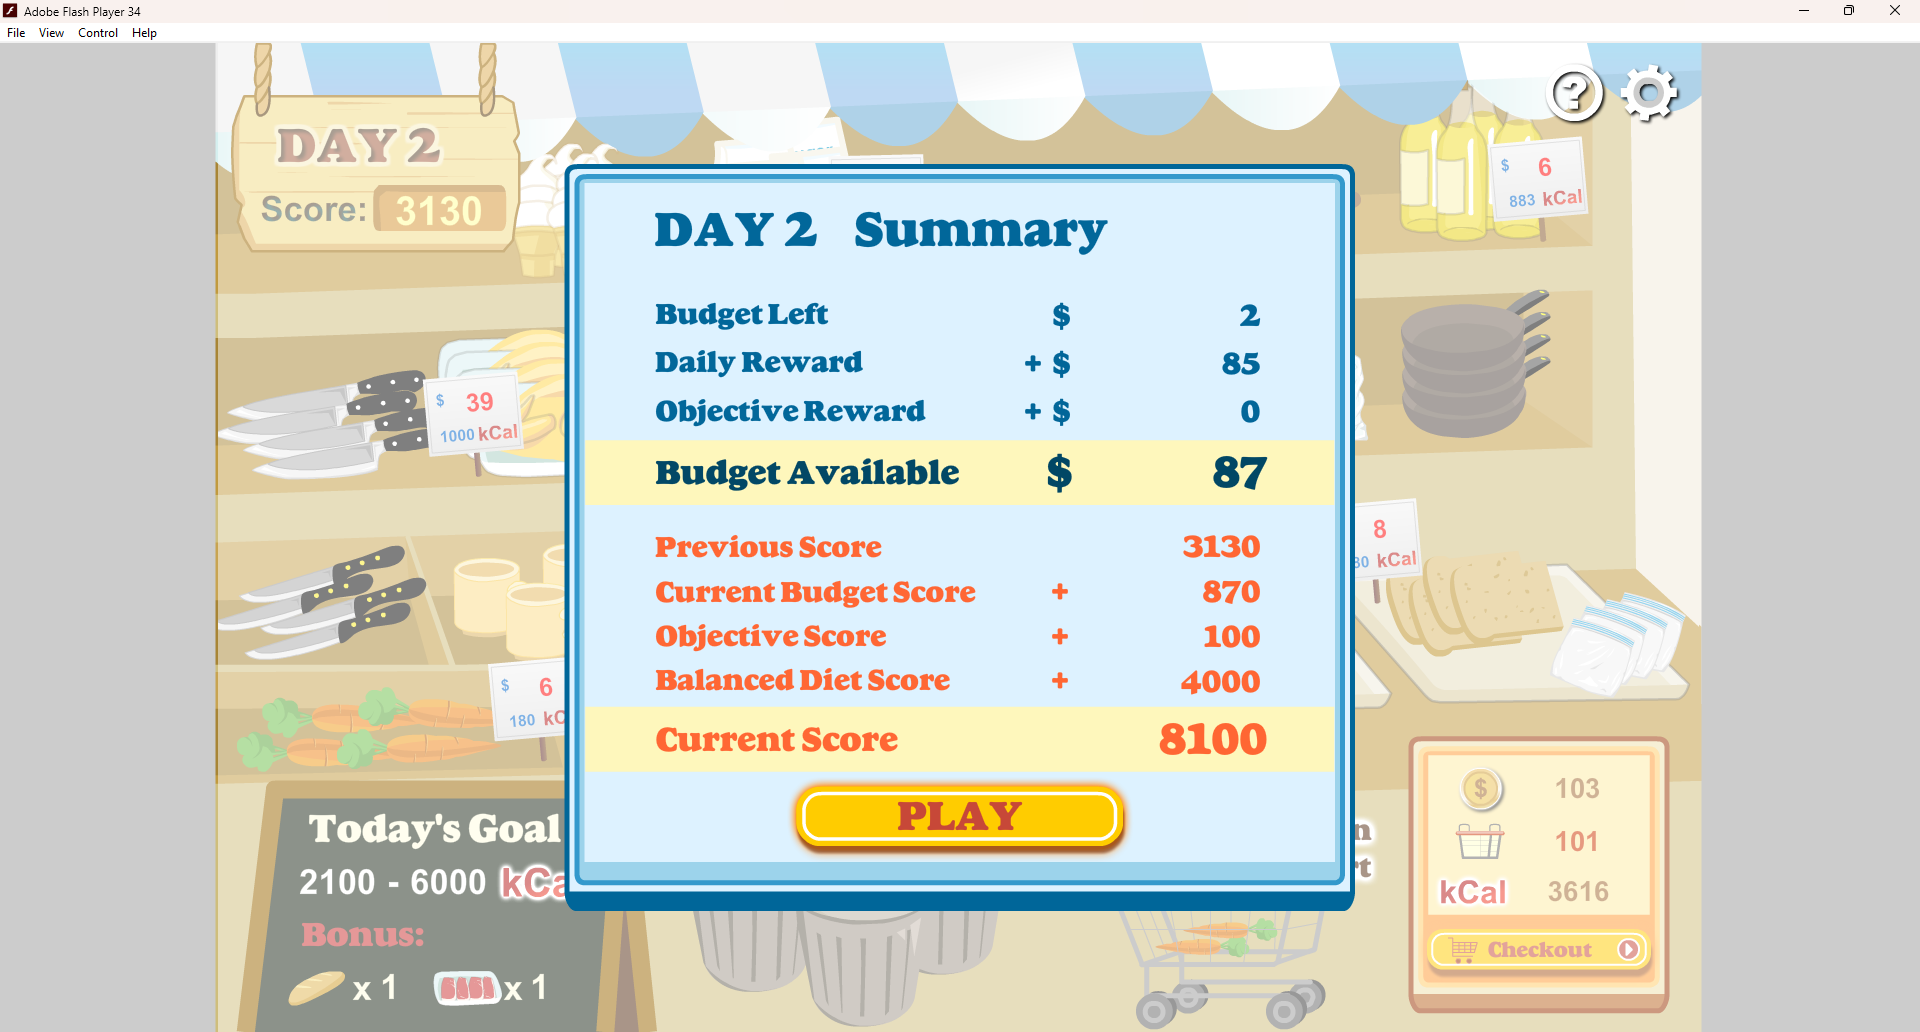 Adobe Flash Player 34
File View Control Help
DAY 2
Score: 3130
$ 6
883 kCal
$ 39
1000 kCal
8
kCal
$ 6
180
DAY 2 Summary
Budget Left $ 2
Daily Reward + $ 85
Objective Reward + $ 0
Budget Available $ 87
Previous Score 3130
Current Budget Score + 870
Objective Score + 100
Balanced Diet Score + 4000
Current Score 8100
PLAY
Today's Goal
2100 - 6000
Bonus:
x 1 x 1
$ 103
101
kCal 3616
Checkout